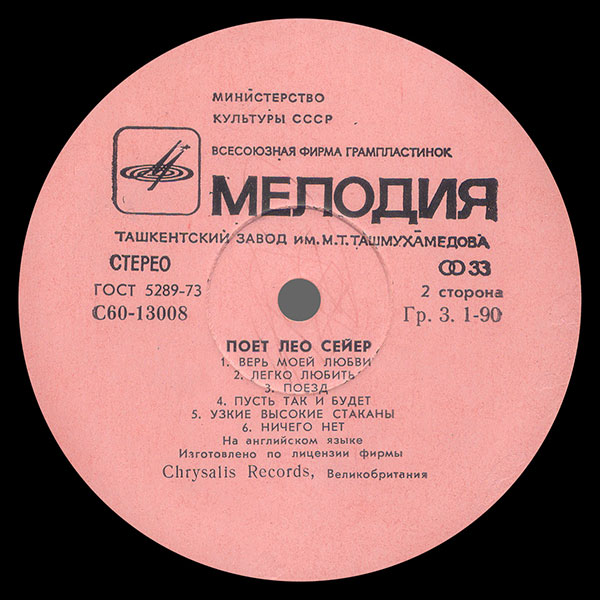 МИНИСТЕРСТВО
КУЛЬТУРЫ СССР
ВСЕСОЮЗНАЯ ФИРМА ГРАМПЛАСТИНОК
МЕЛОДИЯ
ТАШКЕНТСКИЙ ЗАВОД ИМ. М.Т. ТАШМУХАМЕДОВА
СТЕРЕО 33
ГОСТ 5289-73 2 сторона
С60-13008 Гр. 3. 1-90
ПОЕТ ЛЕО СЕЙЕР
1. ВЕРЬ МОЕЙ ЛЮБВИ
2. ЛЕГКО ЛЮБИТЬ
3. ПОЕЗД
4. ПУСТЬ ТАК И БУДЕТ
5. УЗКИЕ ВЫСОКИЕ СТАКАНЫ
6. НИЧЕГО НЕТ
На английском языке
Изготовлено по лицензии фирмы
Chrysalis Records, Великобритания